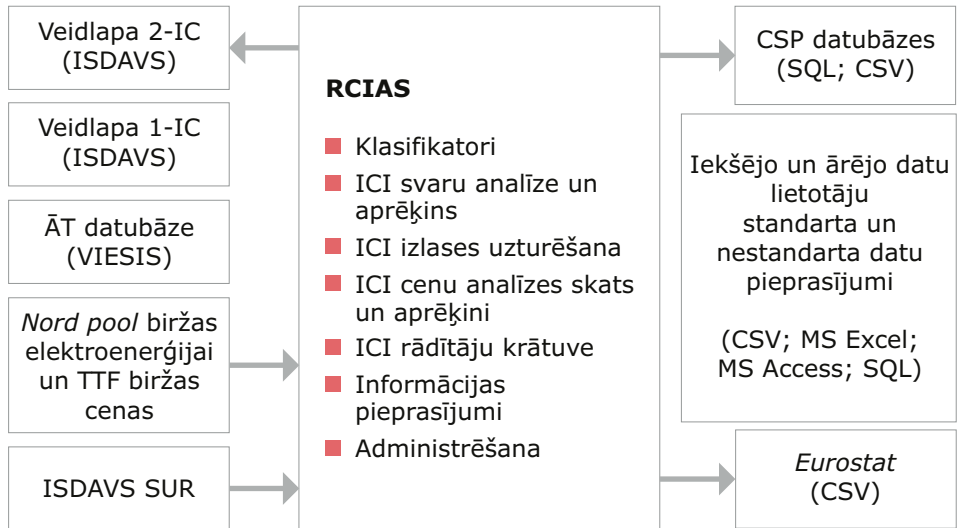 Veidlapa 2-IC
(ISDAVS)
Veidlapa 1-IC
(ISDAVS)
ĀT datubāze
(VIESIS)
Nord pool biržas
elektroenerģijai
un TTF biržas
cenas
ISDAVS SUR
RCIAS
Klasifikatori
ICI svaru analīze un
aprēķins
ICI izlases uzturēšana
ICI cenu analīzes skats
un aprēķini
ICI rādītāju krātuve
Informācijas
pieprasījumi
Administrēšana
CSP datubāzes
(SQL; CSV)
Iekšējo un ārējo datu
lietotāju
standarta un
nestandarta datu
pieprasījumi
(CSV; MS Excel;
MS Access; SQL)
Eurostat
(CSV)